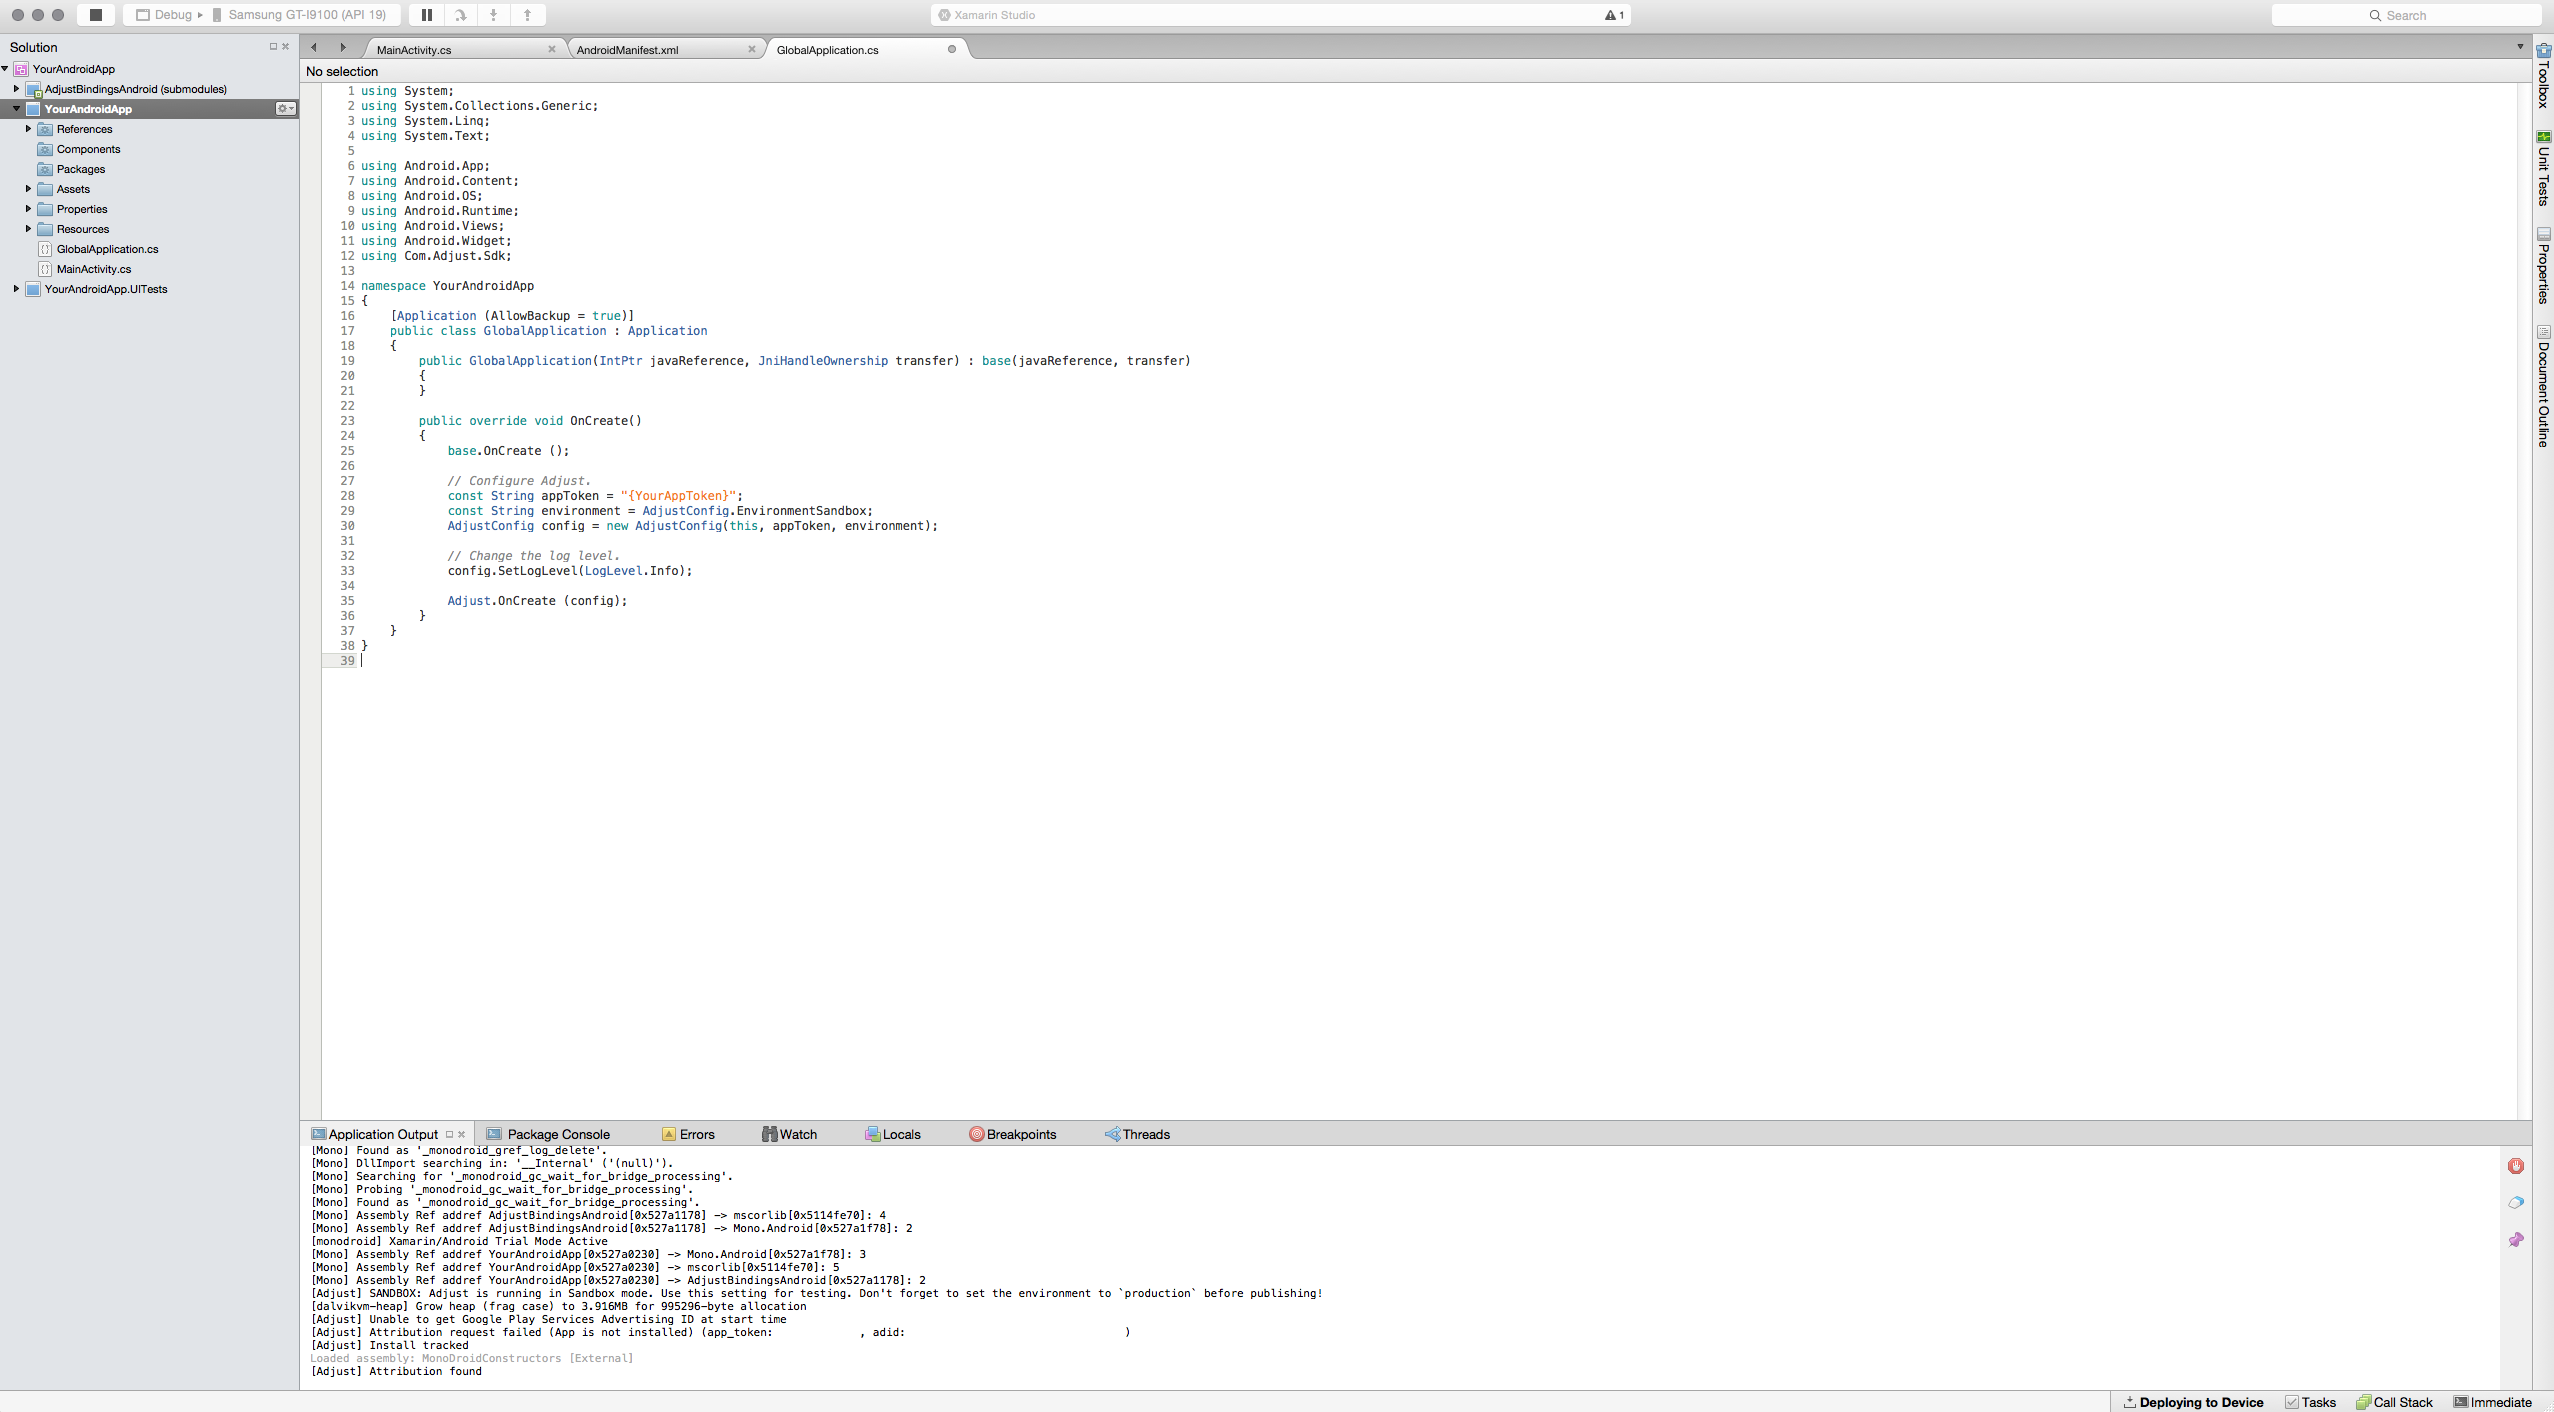 Debug
Samsung GT-I9100 (API 19)
Xamarin Studio
1
Search
Solution
YourAndroidApp
AdjustBindingsAndroid (submodules)
YourAndroidApp
References
Components
Packages
Assets
Properties
Resources
GlobalApplication.cs
MainActivity.cs
YourAndroidApp.UITests
MainActivity.cs
AndroidManifest.xml
GlobalApplication.cs
No selection
1 using System;
2 using System.Collections.Generic;
3 using System.Linq;
4 using System.Text;
5
6 using Android.App;
7 using Android.Content;
8 using Android.OS;
9 using Android.Runtime;
10 using Android.Views;
11 using Android.Widget;
12 using Com.Adjust.Sdk;
13
14 namespace YourAndroidApp
15 {
16 [Application (AllowBackup = true)]
17 public class GlobalApplication : Application
18 {
19 public GlobalApplication(IntPtr javaReference, JniHandleOwnership transfer) : base(javaReference, transfer)
20 {
21 }
22
23 public override void OnCreate()
24 {
25 base.OnCreate ();
26
27 // Configure Adjust.
28 const String appToken = "{YourAppToken}";
29 const String environment = AdjustConfig.EnvironmentSandbox;
30 AdjustConfig config = new AdjustConfig(this, appToken, environment);
31
32 // Change the log level.
33 config.SetLogLevel(LogLevel.Info);
34
35 Adjust.OnCreate (config);
36 }
37 }
38 }
39
Toolbox
Unit Tests
Properties
Document Outline
Application Output
Package Console
Errors
Watch
Locals
Breakpoints
Threads
[Mono] Found as '_monodroid_gref_log_delete'.
[Mono] DllImport searching in: '__Internal' ('(null)').
[Mono] Searching for '_monodroid_gc_wait_for_bridge_processing'.
[Mono] Probing '_monodroid_gc_wait_for_bridge_processing'.
[Mono] Found as '_monodroid_gc_wait_for_bridge_processing'.
[Mono] Assembly Ref addref AdjustBindingsAndroid[0x527a1178] -> mscorlib[0x5114fe70]: 4
[Mono] Assembly Ref addref AdjustBindingsAndroid[0x527a1178] -> Mono.Android[0x527a1f78]: 2
[monodroid] Xamarin/Android Trial Mode Active
[Mono] Assembly Ref addref YourAndroidApp[0x527a0230] -> Mono.Android[0x527a1f78]: 3
[Mono] Assembly Ref addref YourAndroidApp[0x527a0230] -> mscorlib[0x5114fe70]: 5
[Mono] Assembly Ref addref YourAndroidApp[0x527a0230] -> AdjustBindingsAndroid[0x527a1178]: 2
[Adjust] SANDBOX: Adjust is running in Sandbox mode. Use this setting for testing. Don't forget to set the environment to `production` before publishing!
[dalvikvm-heap] Grow heap (frag case) to 3.916MB for 995296-byte allocation
[Adjust] Unable to get Google Play Services Advertising ID at start time
[Adjust] Attribution request failed (App is not installed) (app_token: , adid: )
[Adjust] Install tracked
Loaded assembly: MonoDroidConstructors [External]
[Adjust] Attribution found
Deploying to Device
Tasks
Call Stack
Immediate